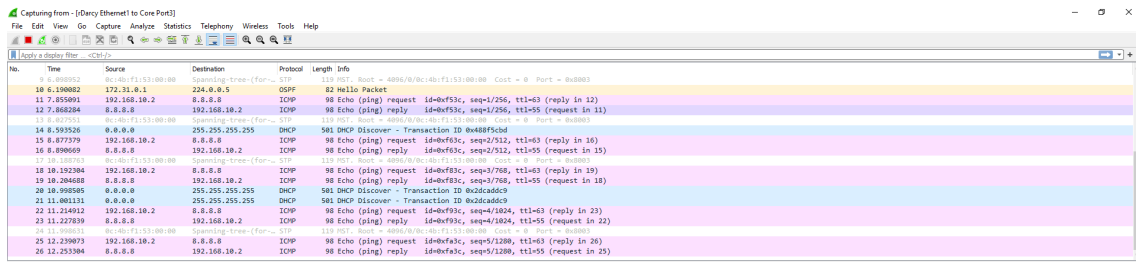 Capturing from - [rDarcy Ethernet1 to Core Port3]
File Edit View Go Capture Analyze Statistics Telephony Wireless Tools Help
Apply a display filter ... <Ctrl-/>
No. Time Source Destination Protocol Length Info
9 6.098952 0c:4b:f1:53:00:00 Spanning-tree-(for-… STP 119 MST. Root = 4096/0/0c:4b:f1:53:00:00 Cost = 0 Port = 0x8003
10 6.190082 172.31.0.1 224.0.0.5 OSPF 82 Hello Packet
11 7.855091 192.168.10.2 8.8.8.8 ICMP 98 Echo (ping) request id=0xf53c, seq=1/256, ttl=63 (reply in 12)
12 7.868284 8.8.8.8 192.168.10.2 ICMP 98 Echo (ping) reply id=0xf53c, seq=1/256, ttl=55 (request in 11)
13 8.027551 0c:4b:f1:53:00:00 Spanning-tree-(for-… STP 119 MST. Root = 4096/0/0c:4b:f1:53:00:00 Cost = 0 Port = 0x8003
14 8.593526 0.0.0.0 255.255.255.255 DHCP 501 DHCP Discover - Transaction ID 0x488f5cbd
15 8.877379 192.168.10.2 8.8.8.8 ICMP 98 Echo (ping) request id=0xf63c, seq=2/512, ttl=63 (reply in 16)
16 8.890669 8.8.8.8 192.168.10.2 ICMP 98 Echo (ping) reply id=0xf63c, seq=2/512, ttl=55 (request in 15)
17 10.188763 0c:4b:f1:53:00:00 Spanning-tree-(for-… STP 119 MST. Root = 4096/0/0c:4b:f1:53:00:00 Cost = 0 Port = 0x8003
18 10.192304 192.168.10.2 8.8.8.8 ICMP 98 Echo (ping) request id=0xf83c, seq=3/768, ttl=63 (reply in 19)
19 10.204688 8.8.8.8 192.168.10.2 ICMP 98 Echo (ping) reply id=0xf83c, seq=3/768, ttl=55 (request in 18)
20 10.998505 0.0.0.0 255.255.255.255 DHCP 501 DHCP Discover - Transaction ID 0x2dcaddc9
21 11.001131 0.0.0.0 255.255.255.255 DHCP 501 DHCP Discover - Transaction ID 0x2dcaddc9
22 11.214912 192.168.10.2 8.8.8.8 ICMP 98 Echo (ping) request id=0xf93c, seq=4/1024, ttl=63 (reply in 23)
23 11.227839 8.8.8.8 192.168.10.2 ICMP 98 Echo (ping) reply id=0xf93c, seq=4/1024, ttl=55 (request in 22)
24 11.998631 0c:4b:f1:53:00:00 Spanning-tree-(for-… STP 119 MST. Root = 4096/0/0c:4b:f1:53:00:00 Cost = 0 Port = 0x8003
25 12.239073 192.168.10.2 8.8.8.8 ICMP 98 Echo (ping) request id=0xfa3c, seq=5/1280, ttl=63 (reply in 26)
26 12.253304 8.8.8.8 192.168.10.2 ICMP 98 Echo (ping) reply id=0xfa3c, seq=5/1280, ttl=55 (request in 25)